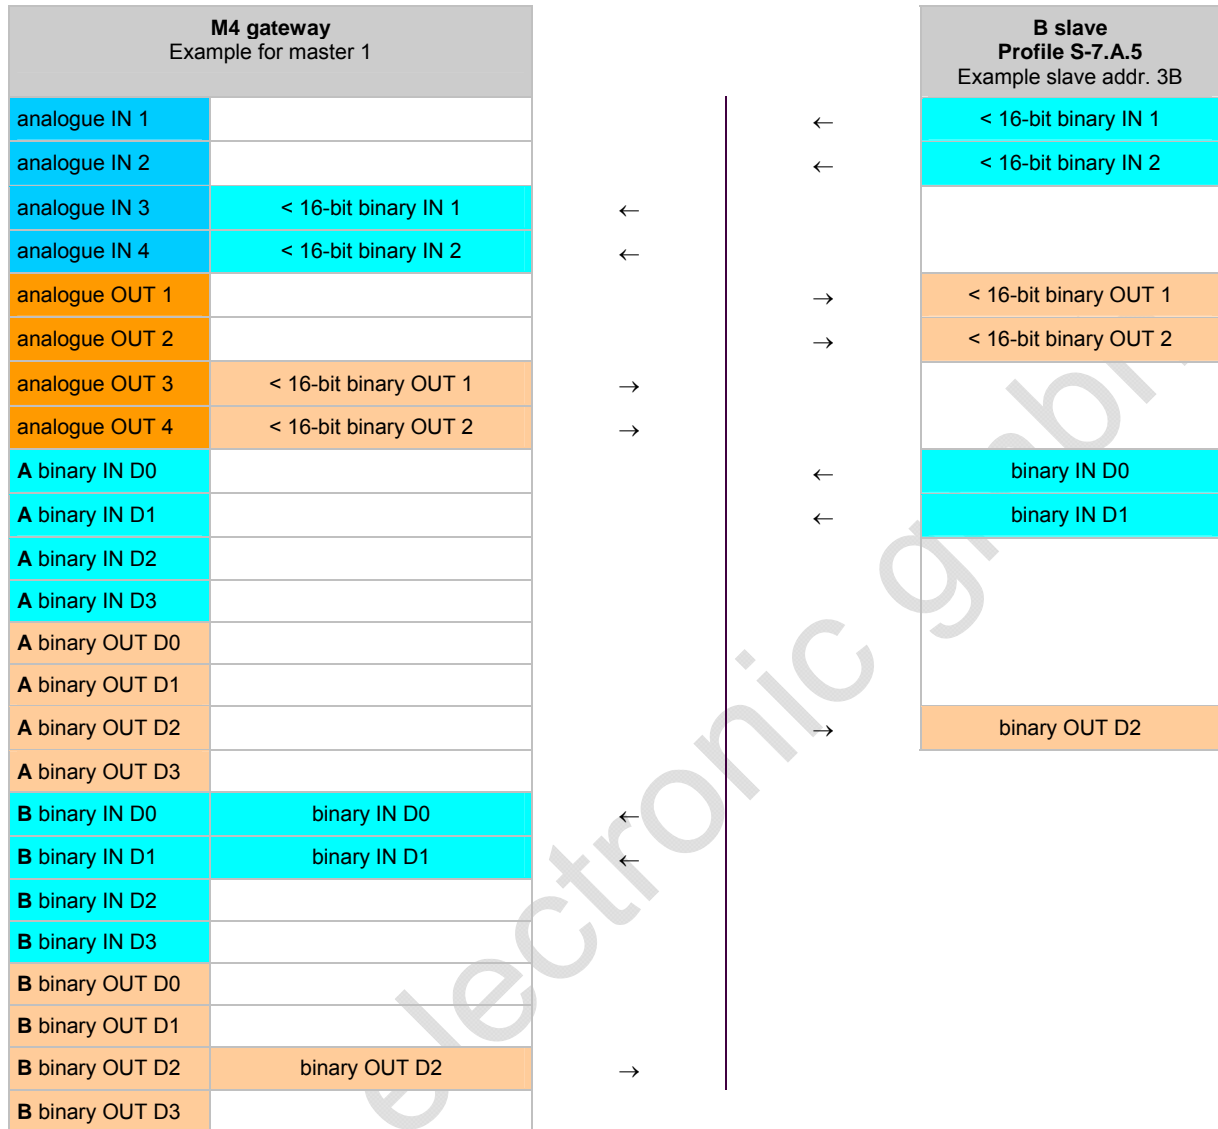 M4 gateway
Example for master 1
B slave
Profile S-7.A.5
Example slave addr. 3B
analogue IN 1 ← < 16-bit binary IN 1
analogue IN 2 ← < 16-bit binary IN 2
analogue IN 3 < 16-bit binary IN 1 ←
analogue IN 4 < 16-bit binary IN 2 ←
analogue OUT 1 → < 16-bit binary OUT 1
analogue OUT 2 → < 16-bit binary OUT 2
analogue OUT 3 < 16-bit binary OUT 1 →
analogue OUT 4 < 16-bit binary OUT 2 →
A binary IN D0 ← binary IN D0
A binary IN D1 ← binary IN D1
A binary IN D2
A binary IN D3
A binary OUT D0
A binary OUT D1
A binary OUT D2 → binary OUT D2
A binary OUT D3
B binary IN D0 binary IN D0 ←
B binary IN D1 binary IN D1 ←
B binary IN D2
B binary IN D3
B binary OUT D0
B binary OUT D1
B binary OUT D2 binary OUT D2 →
B binary OUT D3
electronic